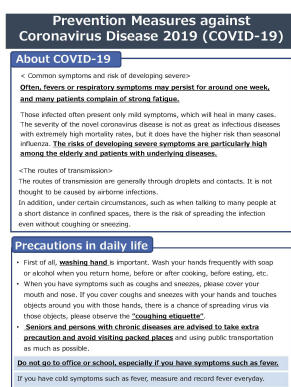 Prevention Measures against
Coronavirus Disease 2019 (COVID-19)
About COVID-19
< Common symptoms and risk of developing severe>
Often, fevers or respiratory symptoms may persist for around one week,
and many patients complain of strong fatigue.
Those infected often present only mild symptoms, which will heal in many cases.
The severity of the novel coronavirus disease is not as great as infectious diseases
with extremely high mortality rates, but it does have the higher risk than seasonal
influenza. The risks of developing severe symptoms are particularly high
among the elderly and patients with underlying diseases.
<The routes of transmission>
The routes of transmission are generally through droplets and contacts. It is not
thought to be caused by airborne infections.
In addition, under certain circumstances, such as when talking to many people at
a short distance in confined spaces, there is the risk of spreading the infection
even without coughing or sneezing.
Precautions in daily life
• First of all, washing hand is important. Wash your hands frequently with soap
or alcohol when you return home, before or after cooking, before eating, etc.
• When you have symptoms such as coughs and sneezes, please cover your
mouth and nose. If you cover coughs and sneezes with your hands and touches
objects around you with those hands, there is a chance of spreading virus via
those objects, please observe the "coughing etiquette".
• Seniors and persons with chronic diseases are advised to take extra
precaution and avoid visiting packed places and using public transportation
as much as possible.
Do not go to office or school, especially if you have symptoms such as fever.
If you have cold symptoms such as fever, measure and record fever everyday.